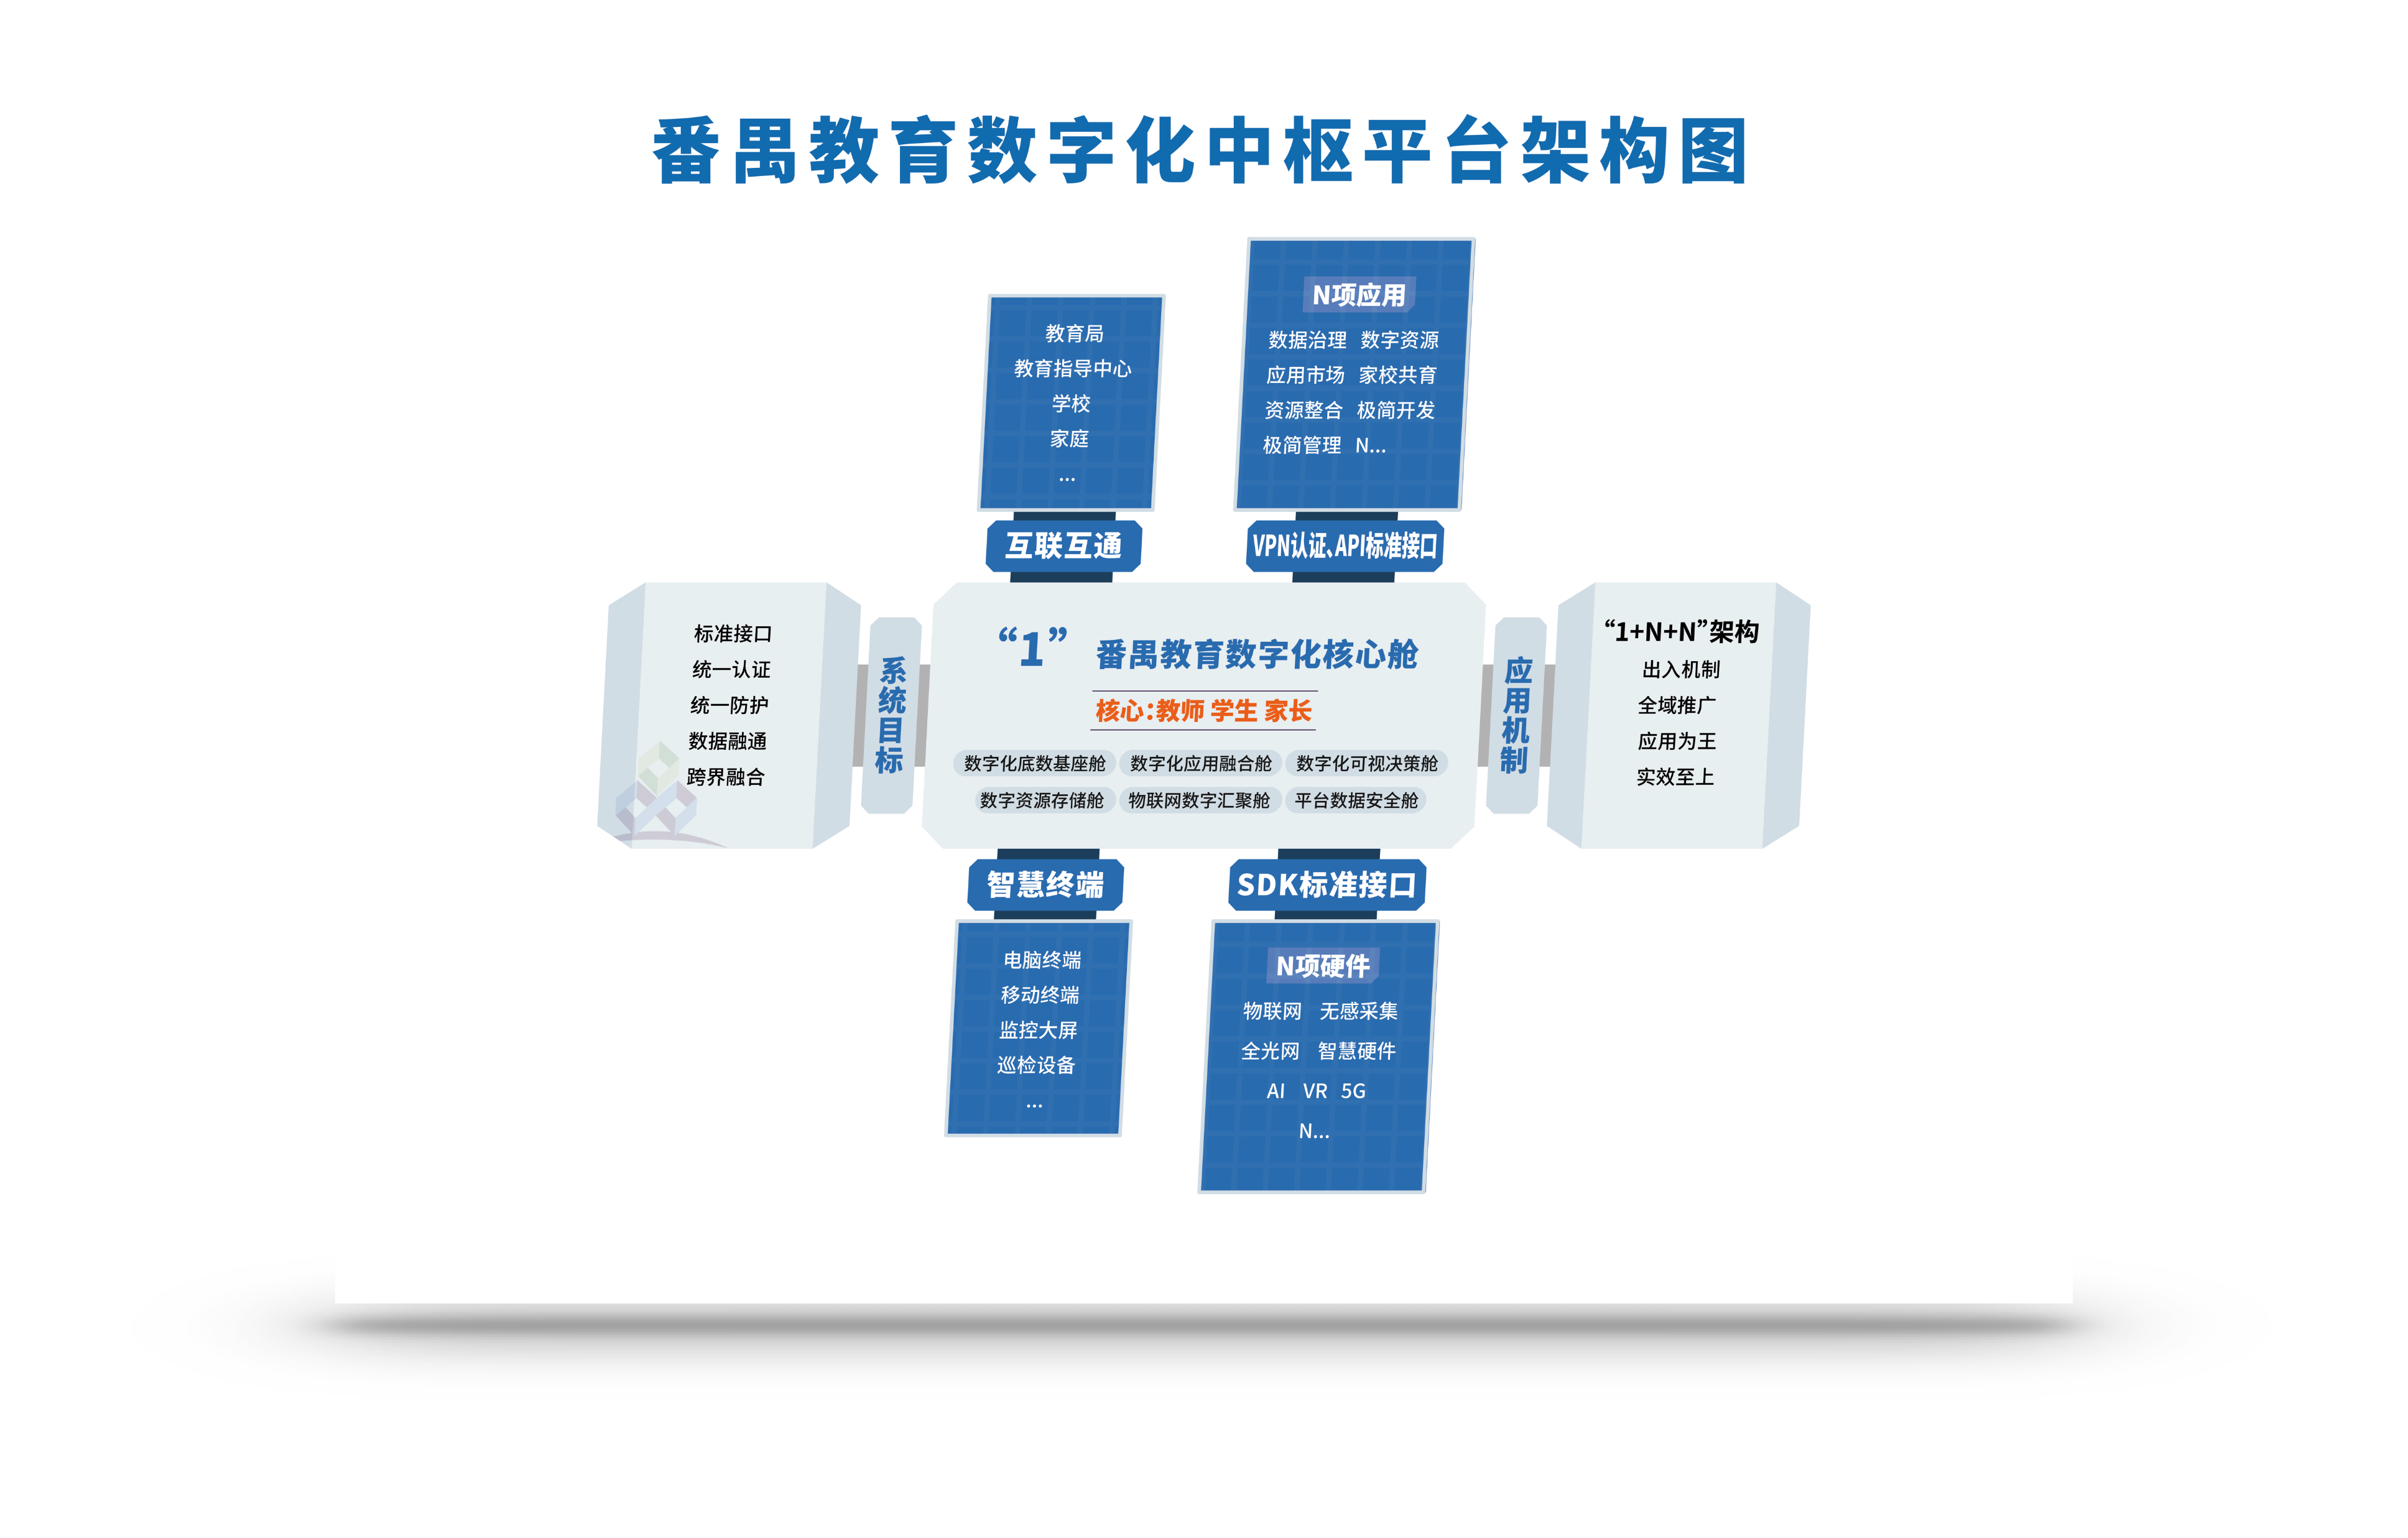 番禺教育数字化中枢平台架构图
教育局
教育指导中心
学校
家庭
...
互联互通
N项应用
数据治理 数字资源
应用市场 家校共育
资源整合 极简开发
极简管理 N...
VPN认证、API标准接口
标准接口
统一认证
统一防护
数据融通
跨界融合
系统目标
“1” 番禺教育数字化核心舱
核心:教师 学生 家长
数字化底数基座舱 数字化应用融合舱 数字化可视决策舱
数字资源存储舱 物联网数字汇聚舱 平台数据安全舱
应用机制
“1+N+N”架构
出入机制
全域推广
应用为王
实效至上
智慧终端
电脑终端
移动终端
监控大屏
巡检设备
...
SDK标准接口
N项硬件
物联网 无感采集
全光网 智慧硬件
AI VR 5G
N...